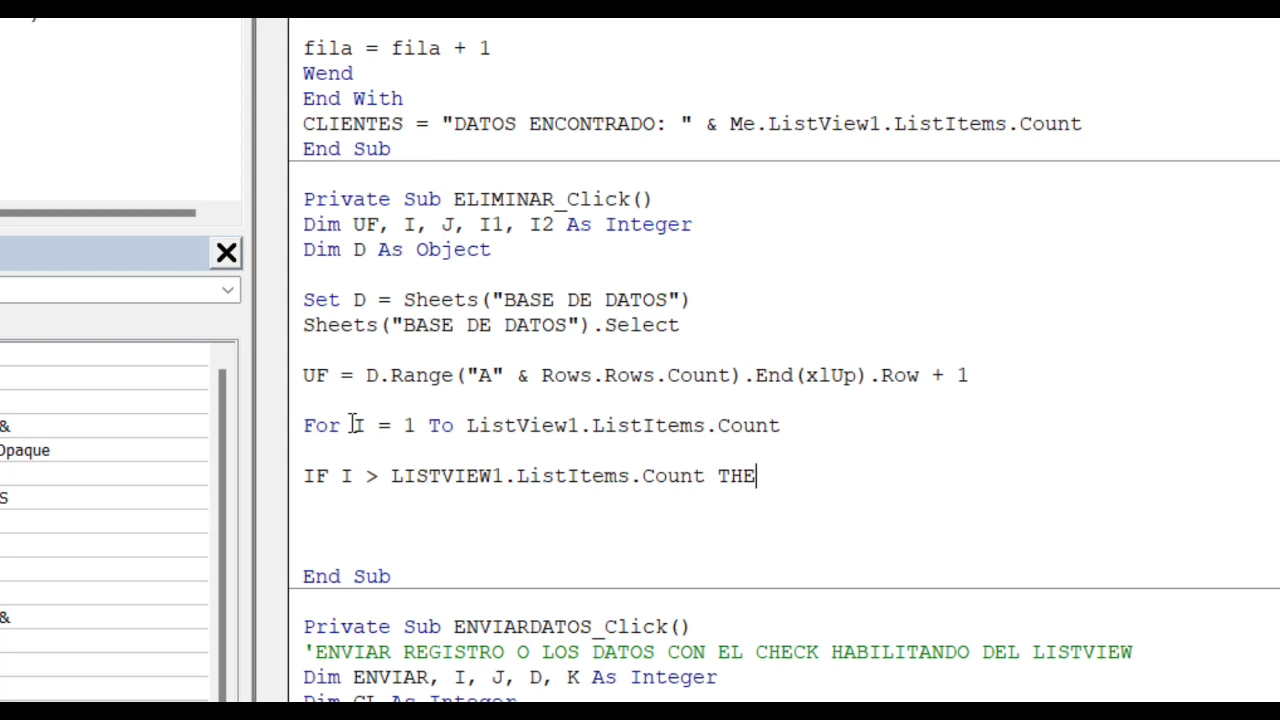 fila = fila + 1
Wend
End With
CLIENTES = "DATOS ENCONTRADO: " & Me.ListView1.ListItems.Count
End Sub
Private Sub ELIMINAR_Click()
Dim UF, I, J, I1, I2 As Integer
Dim D As Object
Set D = Sheets("BASE DE DATOS")
Sheets("BASE DE DATOS").Select
UF = D.Range("A" & Rows.Rows.Count).End(xlUp).Row + 1
For I = 1 To ListView1.ListItems.Count
&
Opaque
IF I > LISTVIEW1.ListItems.Count THE
S
End Sub
&
Private Sub ENVIARDATOS_Click()
'ENVIAR REGISTRO O LOS DATOS CON EL CHECK HABILITANDO DEL LISTVIEW
Dim ENVIAR, I, J, D, K As Integer